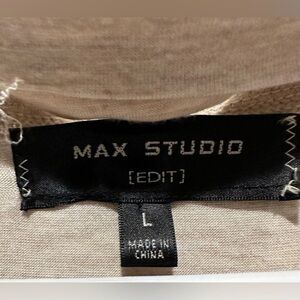 MAX STUDIO
[EDIT]
L
MADE IN
CHINA